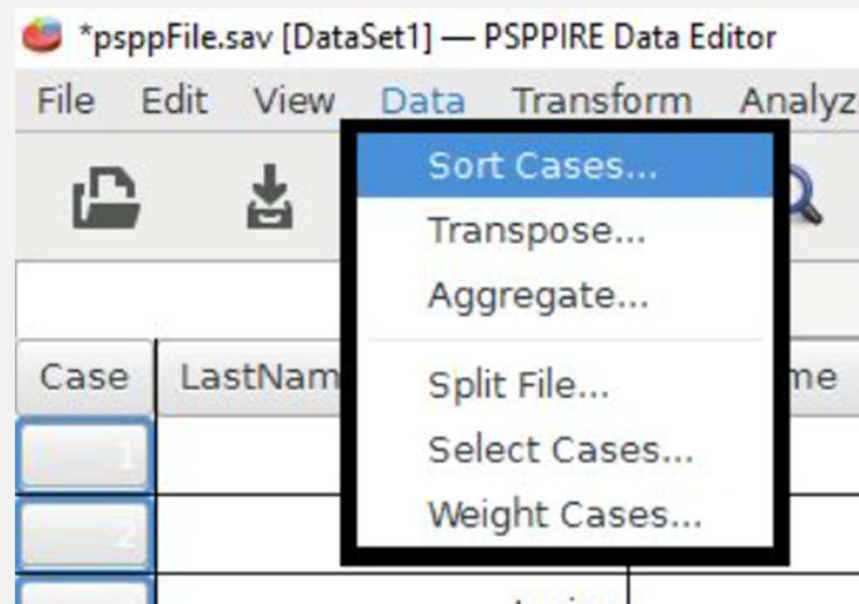 *psppFile.sav [DataSet1] — PSPPIRE Data Editor
File Edit View Data Transform Analyz
Sort Cases...
Transpose...
Aggregate...
Case LastNam me
Split File...
1
Select Cases...
2
Weight Cases...